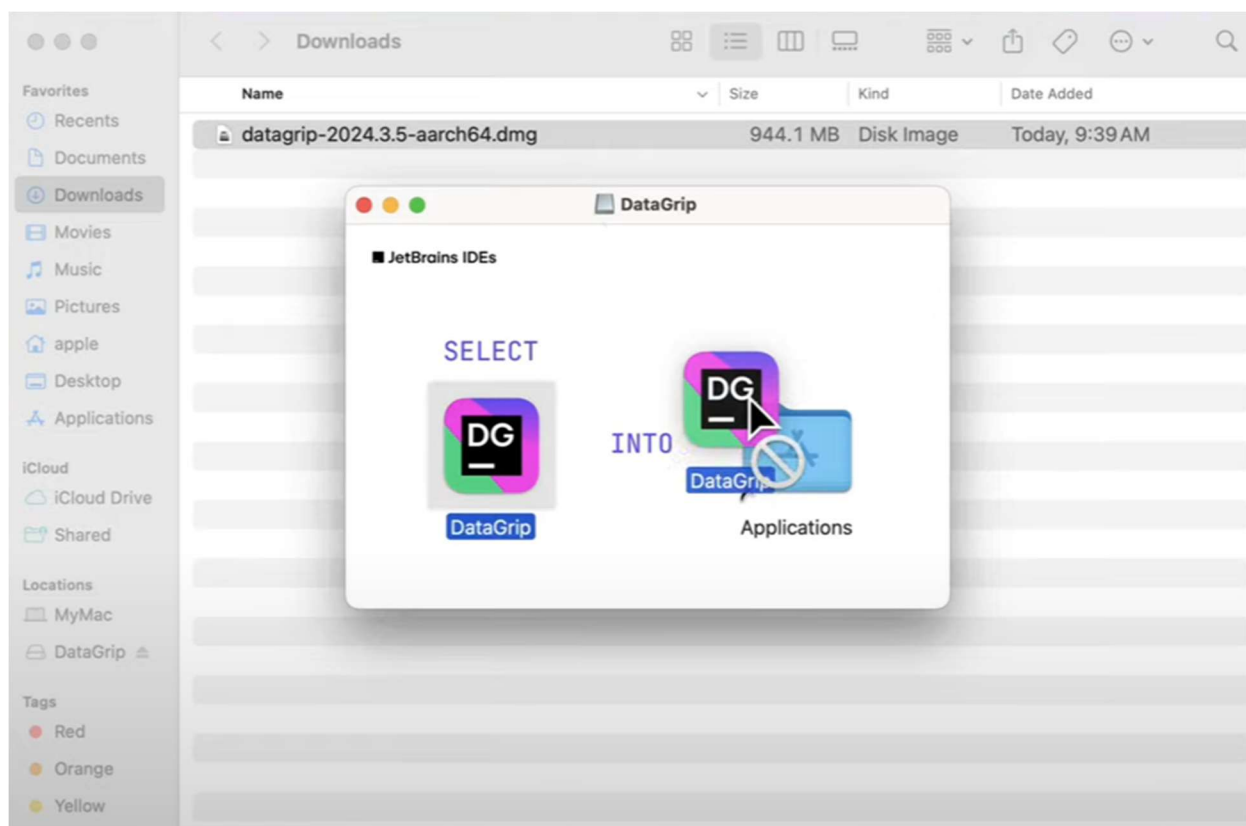 Downloads
Favorites
Recents
Documents
Downloads
Movies
Music
Pictures
apple
Desktop
Applications
iCloud
iCloud Drive
Shared
Locations
MyMac
DataGrip
Tags
Red
Orange
Yellow
Name Size Kind Date Added
datagrip-2024.3.5-aarch64.dmg 944.1 MB Disk Image Today, 9:39 AM
DataGrip
JetBrains IDEs
SELECT
DG
DataGrip
INTO
DG
DataGrip
Applications